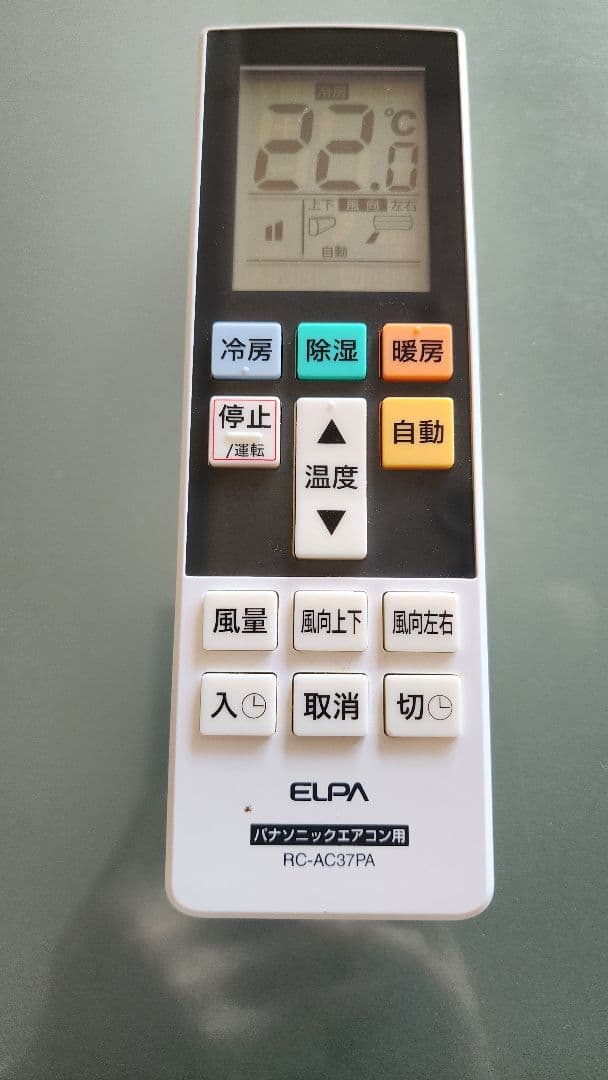 冷房
22.0℃
上下 風向 左右
自動
冷房 除湿 暖房
停止
/運転
▲
温度
▼
自動
風量 風向上下 風向左右
入 取消 切
ELPA
パナソニックエアコン用
RC-AC37PA